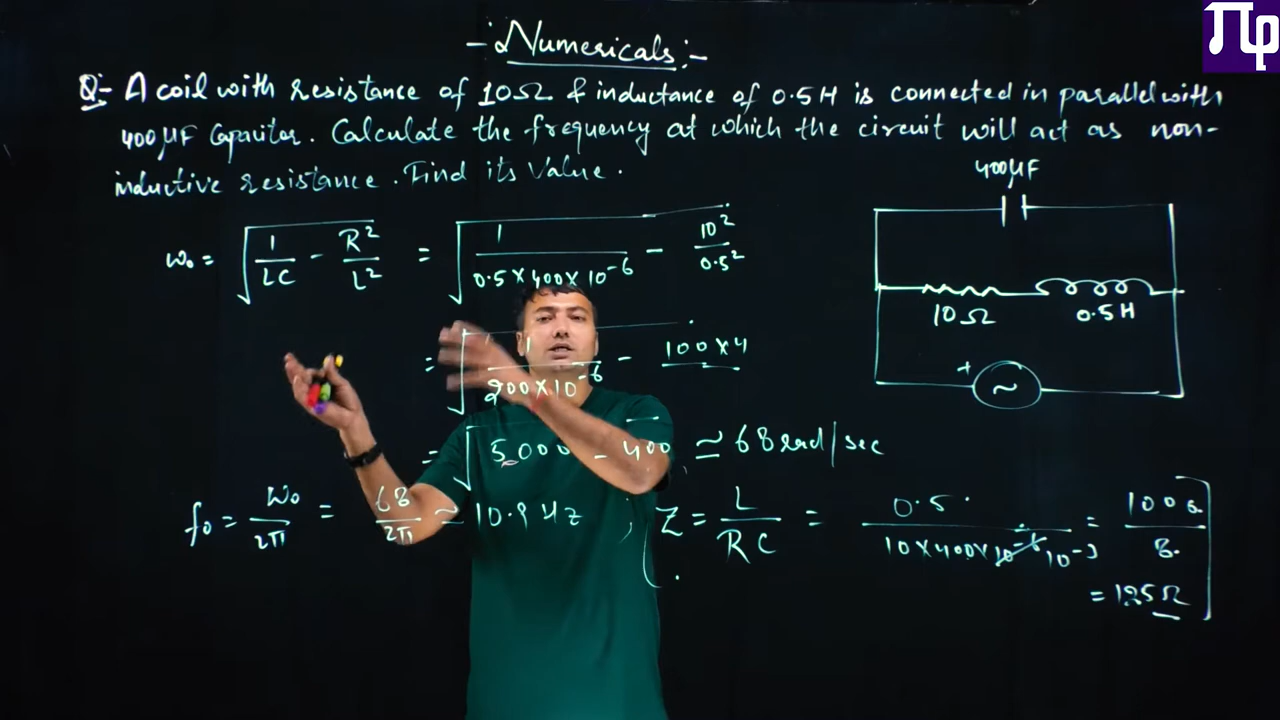 -: Numericals :-
Q:- A coil with resistance of 10Ω & inductance of 0.5H is connected in parallel with
400μF Capacitor. Calculate the frequency at which the circuit will act as non-
inductive resistance. Find its Value.
ω₀ = √(1/LC - R²/L²) = √(1/(0.5×400×10⁻⁶) - 10²/0.5²)
= √(1/(200×10⁻⁶) - 100×4)
= √(5000 - 400) ≃ 68 rad/sec
f₀ = ω₀/2π = 68/2π ≃ 10.9 Hz ; Z = L/RC = 0.5/(10×400×10⁻⁶ 10⁻³) = 1000/8
= 125Ω
400μF
10Ω 0.5H
+ ~
πφ